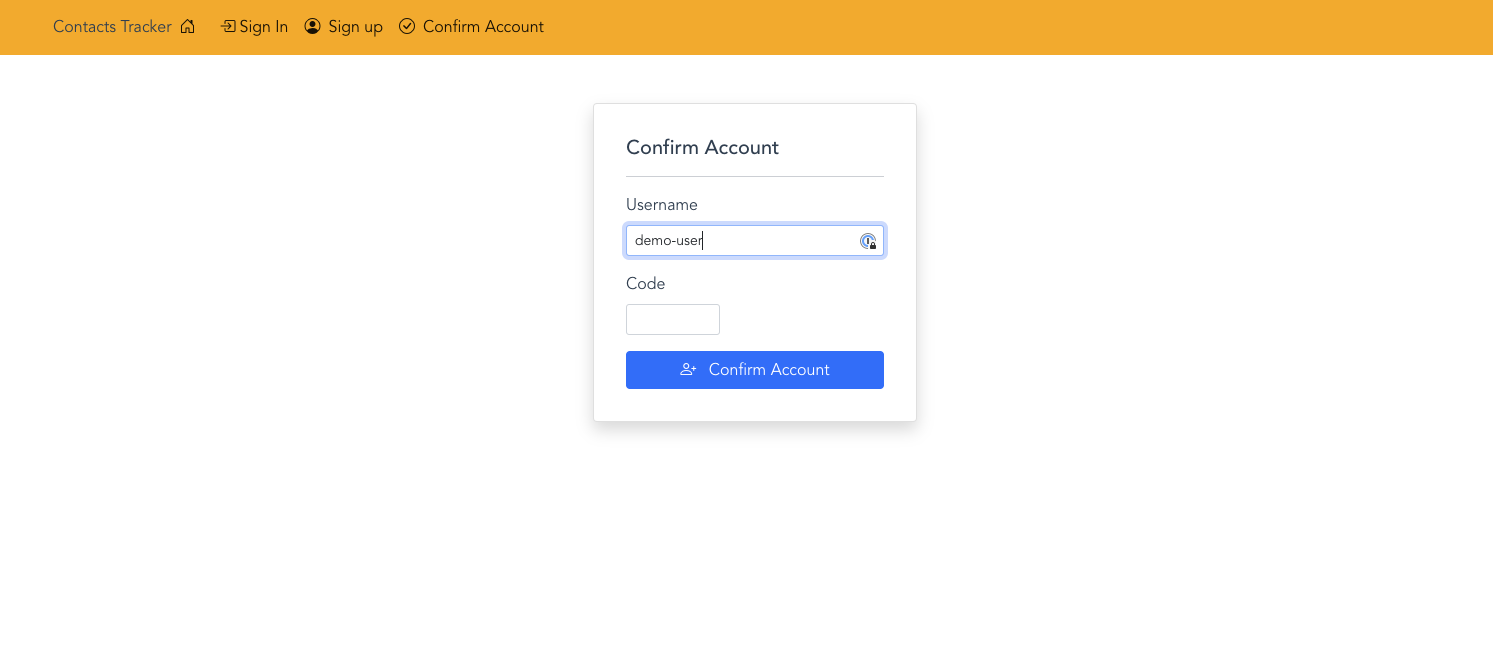 Contacts Tracker Sign In Sign up Confirm Account
Confirm Account
Username
demo-user
Code
Confirm Account